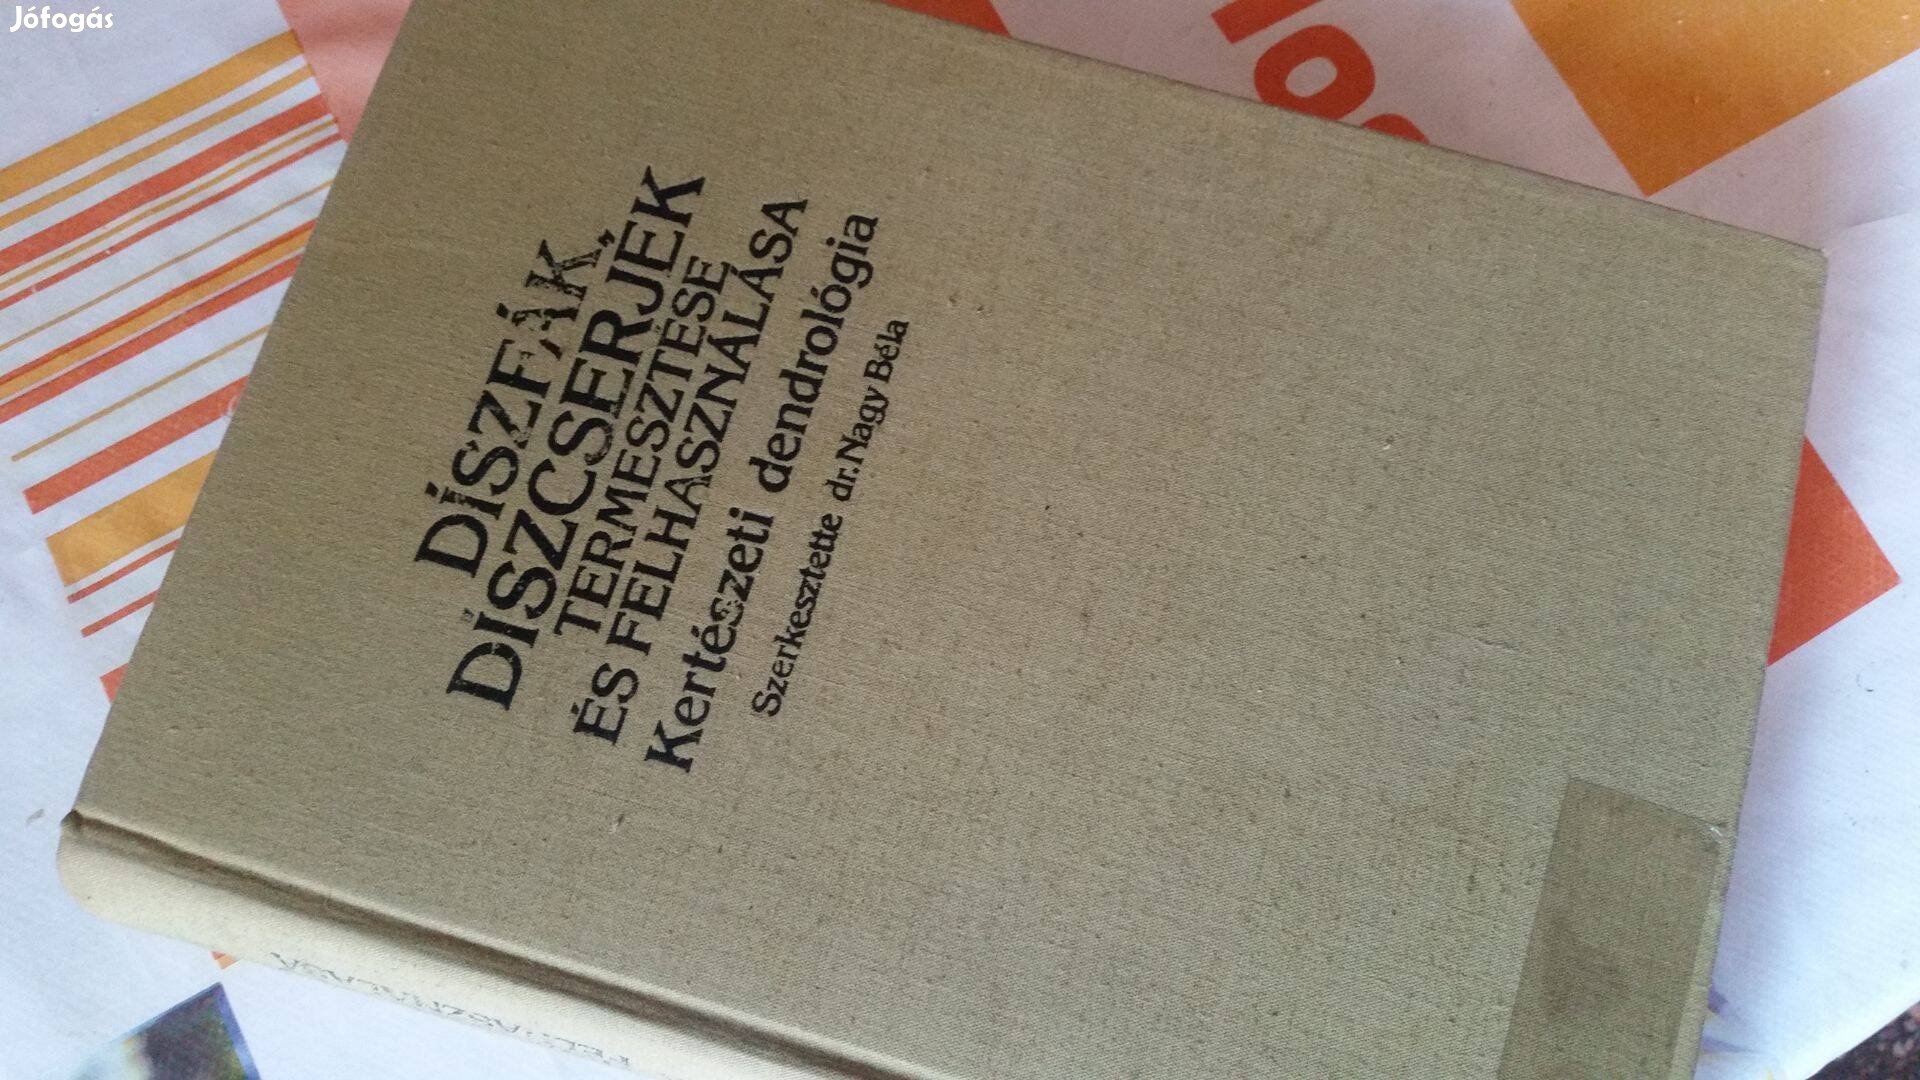 Jófogás
DÍSZFÁK,
DÍSZCSERJÉK
TERMESZTÉSE
ÉS FELHASZNÁLÁSA
Kertészeti dendrológia
Szerkesztette dr. Nagy Béla